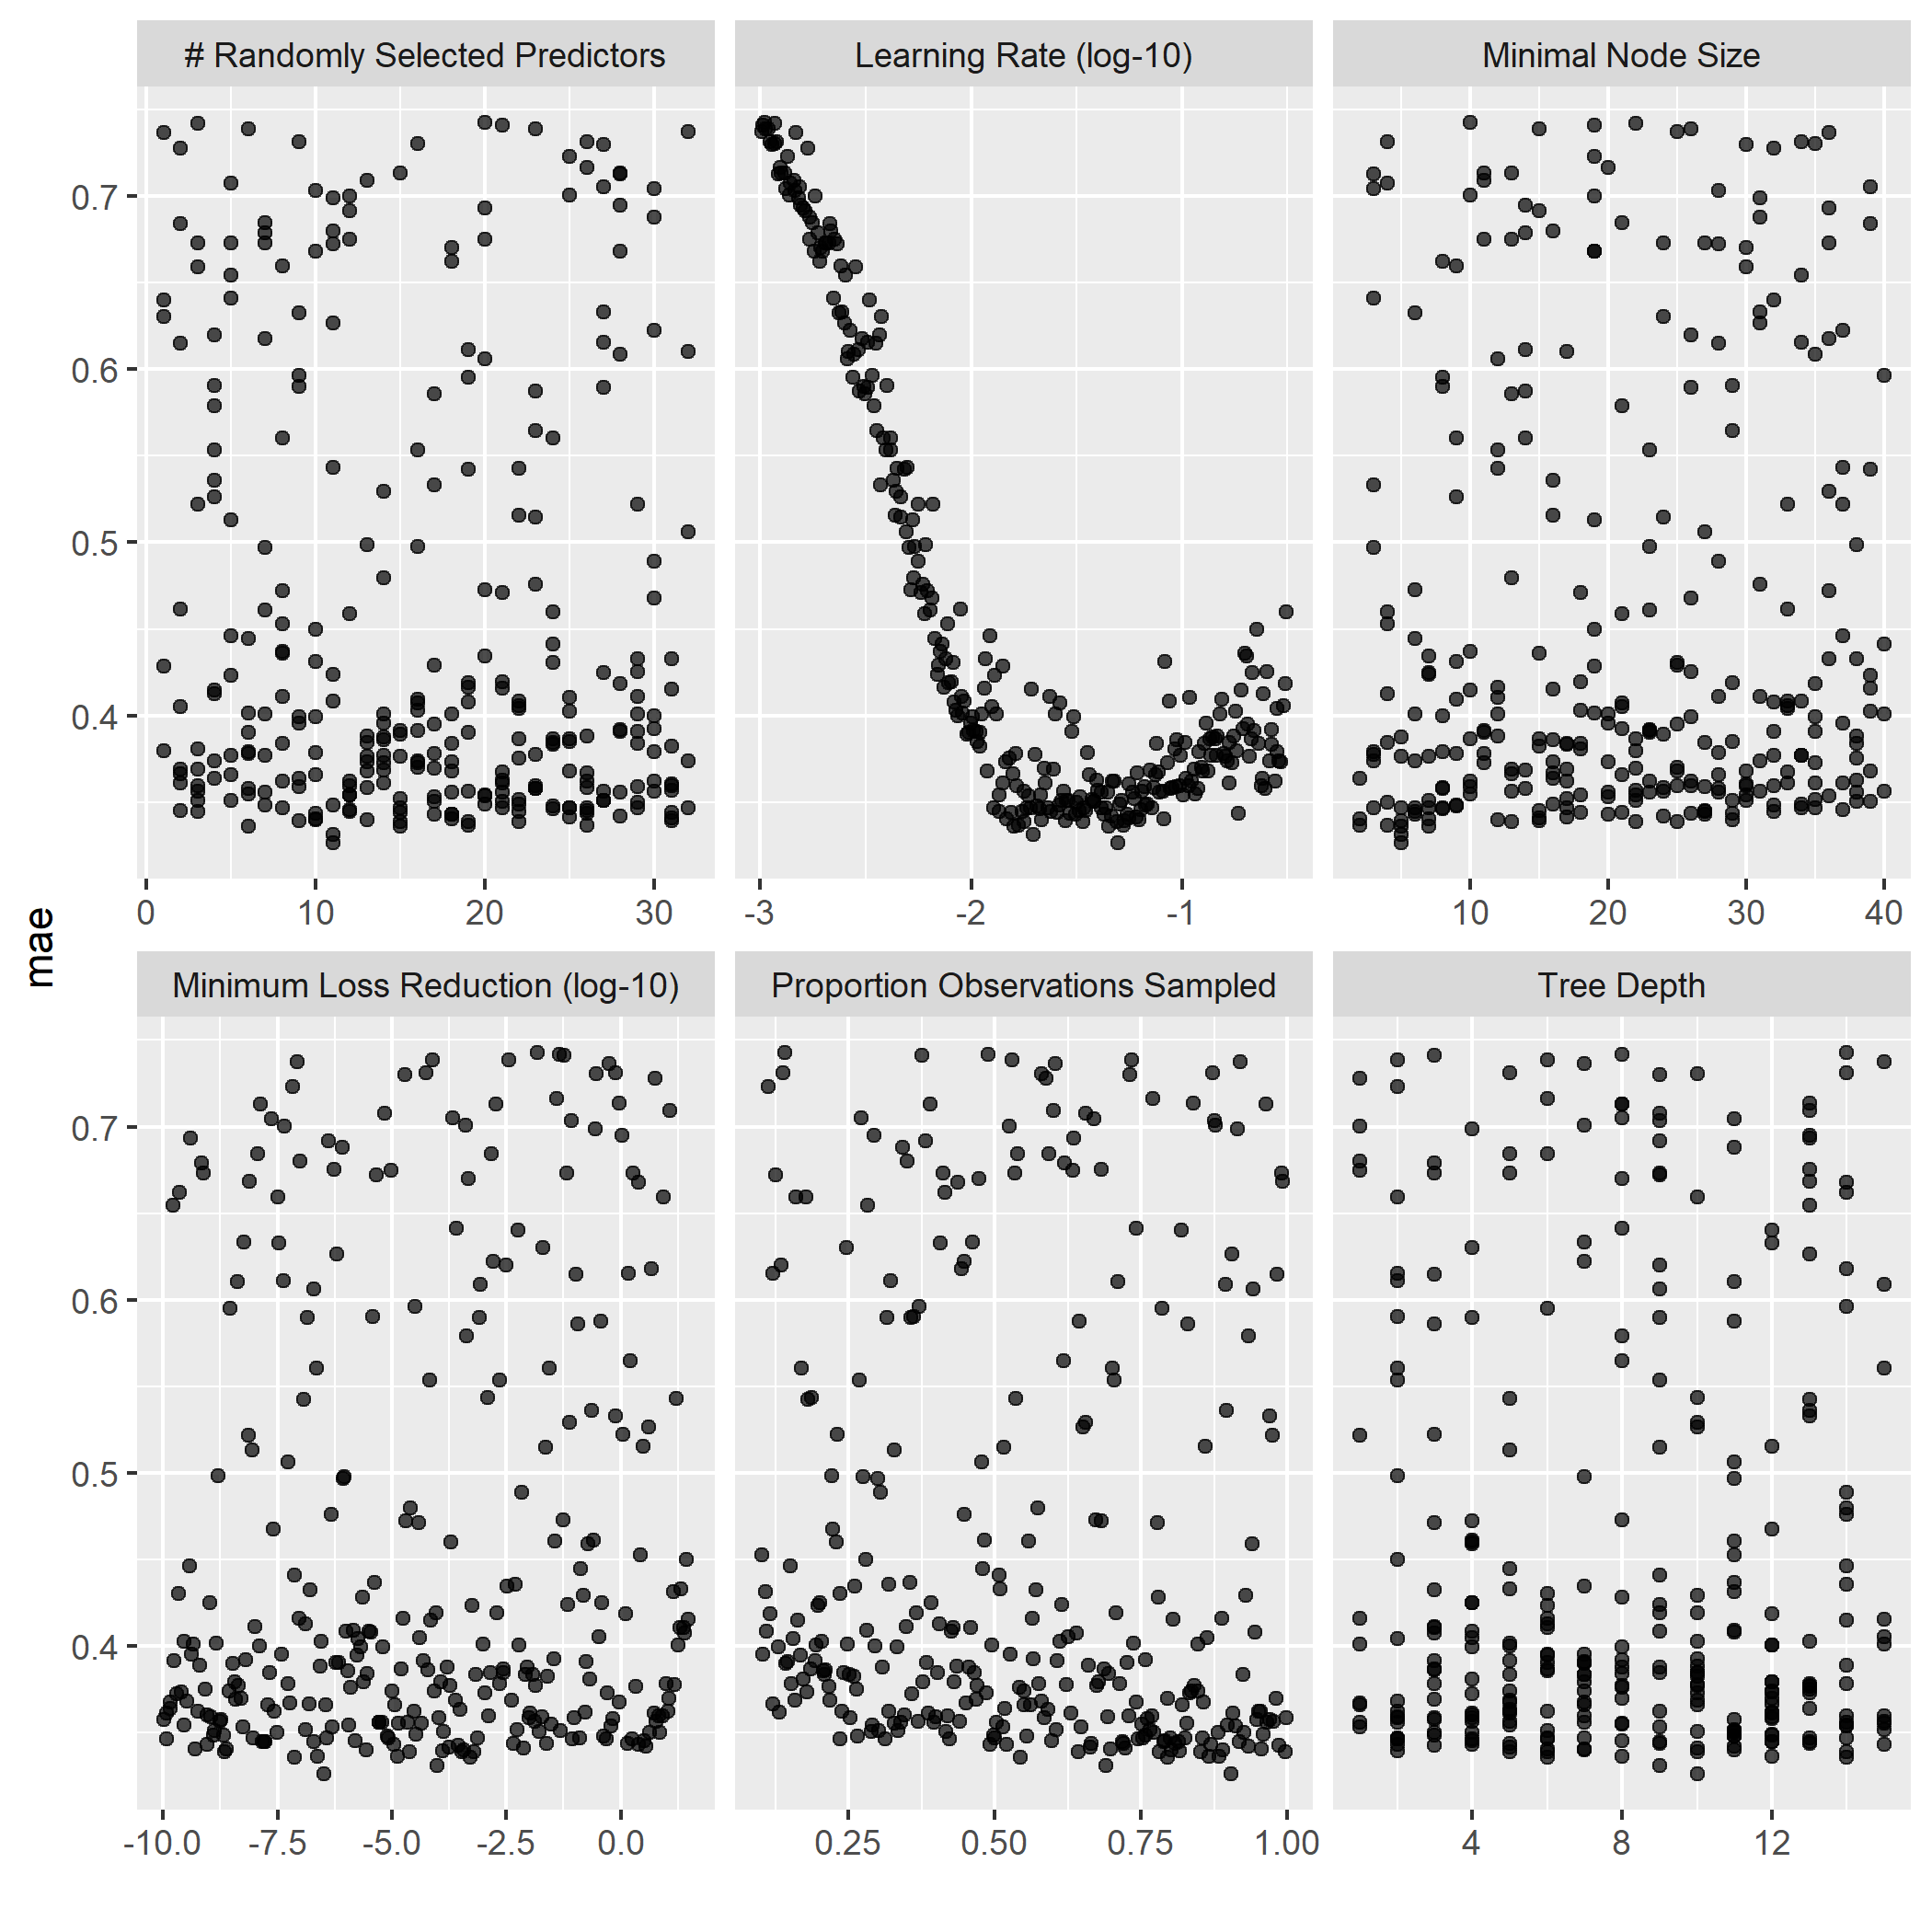 # Randomly Selected Predictors
Learning Rate (log-10)
Minimal Node Size
0.7
0.6
0.5
0.4
0 10 20 30
-3 -2 -1
10 20 30 40
mae
Minimum Loss Reduction (log-10)
Proportion Observations Sampled
Tree Depth
0.7
0.6
0.5
0.4
-10.0 -7.5 -5.0 -2.5 0.0
0.25 0.50 0.75 1.00
4 8 12